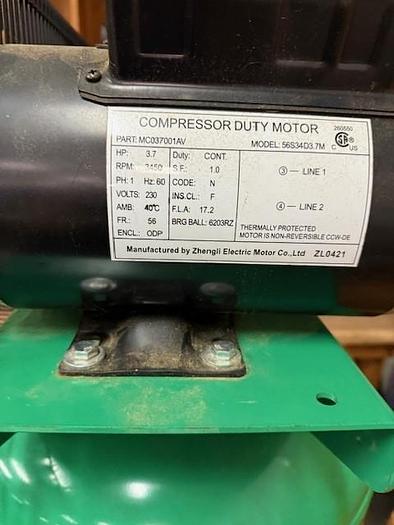 COMPRESSOR DUTY MOTOR
260550
PART: MC037001AV MODEL: 56S34D3.7M C US
HP: 3.7 Duty: CONT.
RPM: 3450 S.F.: 1.0 3 — LINE 1
PH: 1 Hz: 60 CODE: N
VOLTS: 230 INS.CL.: F
AMB: 40°C F.L.A: 17.2 4 — LINE 2
FR.: 56 BRG BALL: 6203RZ THERMALLY PROTECTED
ENCL.: ODP MOTOR IS NON-REVERSIBLE CCW-DE
Manufactured by Zhengli Electric Motor Co.,Ltd ZL0421